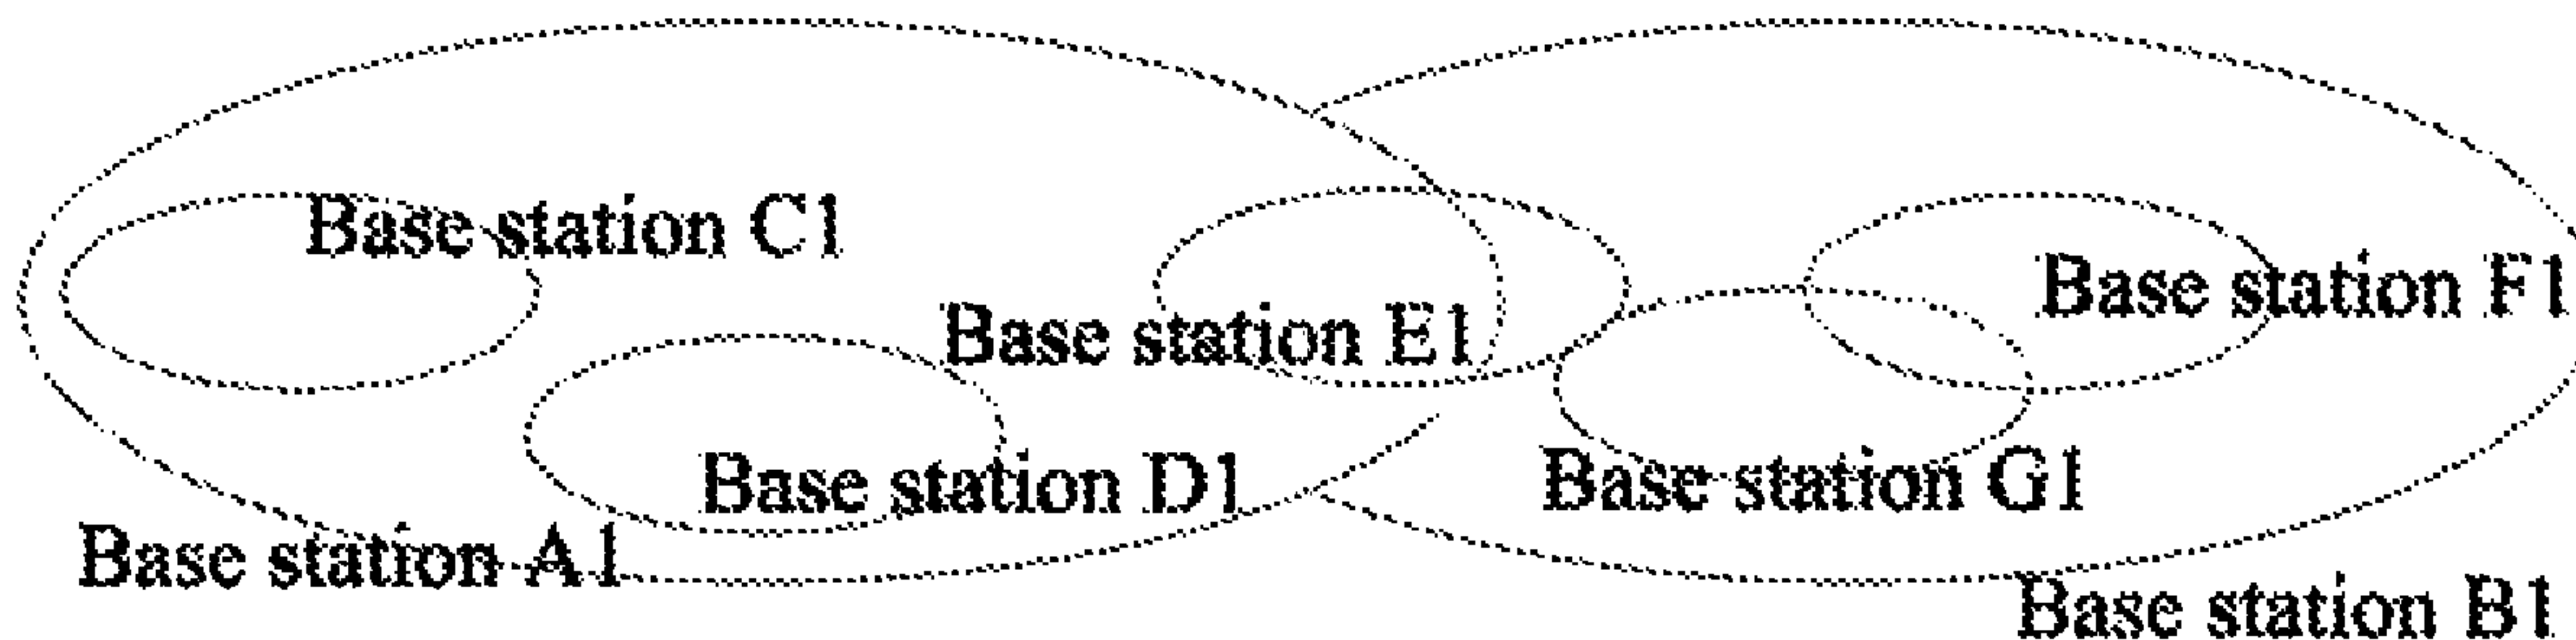 Base station C1
Base station F1
Base station E1
Base station D1
Base station G1
Base station A1
Base station B1